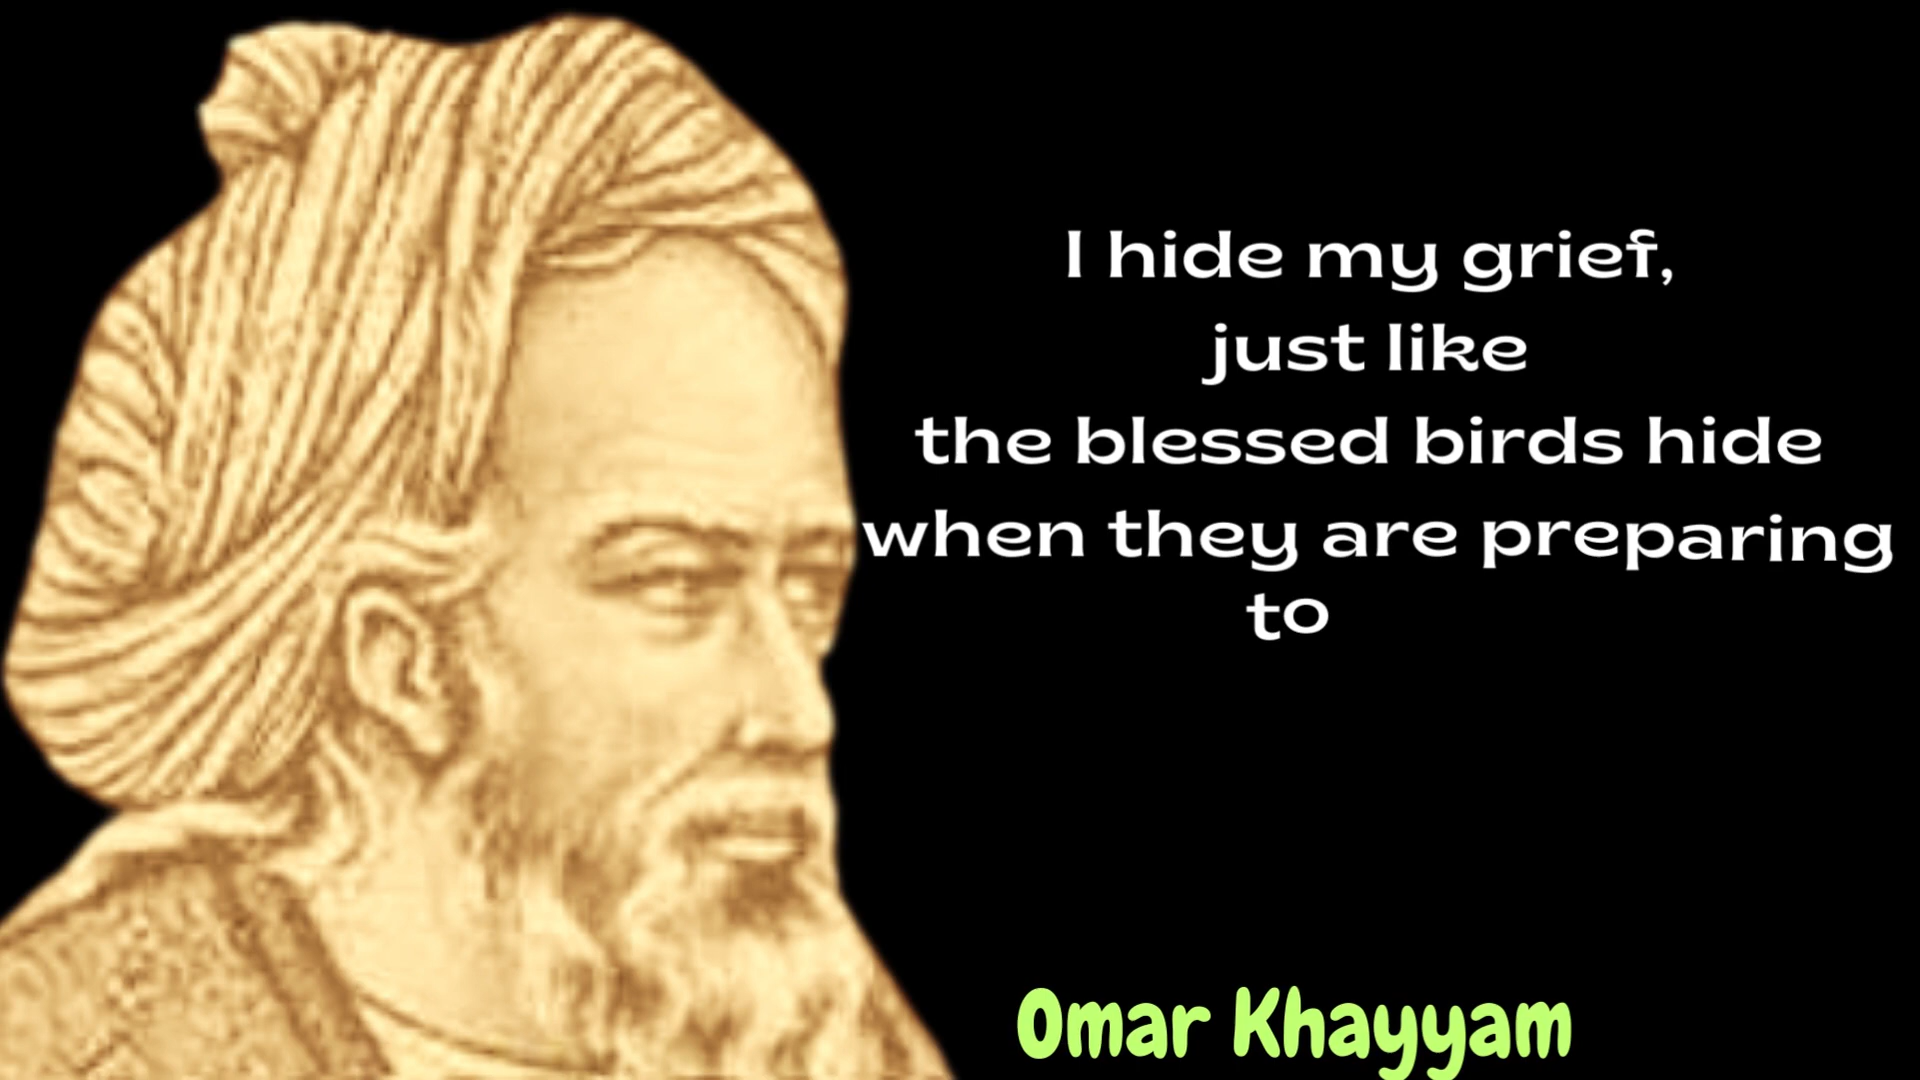 I hide my grief,
just like
the blessed birds hide
when they are preparing
to
Omar Khayyam